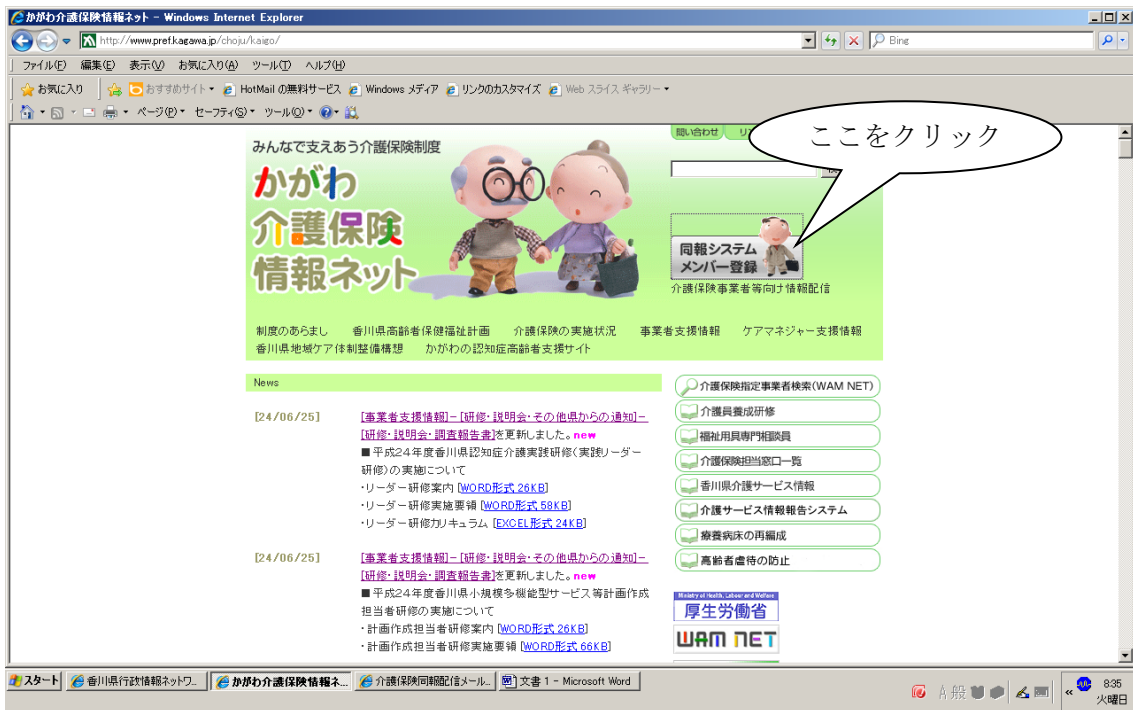 かがわ介護保険情報ネット - Windows Internet Explorer
http://www.pref.kagawa.jp/choju/kaigo/
Bing
ファイル(F) 編集(E) 表示(V) お気に入り(A) ツール(T) ヘルプ(H)
お気に入り おすすめサイト HotMail の無料サービス Windows メディア リンクのカスタマイズ Web スライス ギャラリー
ページ(P) セーフティ(S) ツール(O)
問い合わせ
ここをクリック
みんなで支えあう介護保険制度
かがわ
介護保険
情報ネット
同報システム
メンバー登録
介護保険事業者等向け情報配信
制度のあらまし 香川県高齢者保健福祉計画 介護保険の実施状況 事業者支援情報 ケアマネジャー支援情報
香川県地域ケア体制整備構想 かがわの認知症高齢者支援サイト
News
[24/06/25] [事業者支援情報]-[研修・説明会・その他県からの通知]-
[研修・説明会・調査報告書]を更新しました。new
■平成24年度香川県認知症介護実践研修(実践リーダー
研修)の実施について
・リーダー研修案内 [WORD形式 26KB]
・リーダー研修実施要領 [WORD形式 58KB]
・リーダー研修カリキュラム [EXCEL形式 24KB]
[24/06/25] [事業者支援情報]-[研修・説明会・その他県からの通知]-
[研修・説明会・調査報告書]を更新しました。new
■平成24年度香川県小規模多機能型サービス等計画作成
担当者研修の実施について
・計画作成担当者研修案内 [WORD形式 26KB]
・計画作成担当者研修実施要領 [WORD形式 66KB]
介護保険指定事業者検索(WAM NET)
介護員養成研修
福祉用具専門相談員
介護保険担当窓口一覧
香川県介護サービス情報
介護サービス情報報告システム
療養病床の再編成
高齢者虐待の防止
Ministry of Health, Labour and Welfare
厚生労働省
WAM NET
スタート 香川県行政情報ネットワ... かがわ介護保険情報ネ... 介護保険同報配信メール... 文書 1 - Microsoft Word
A 般
8:35
火曜日